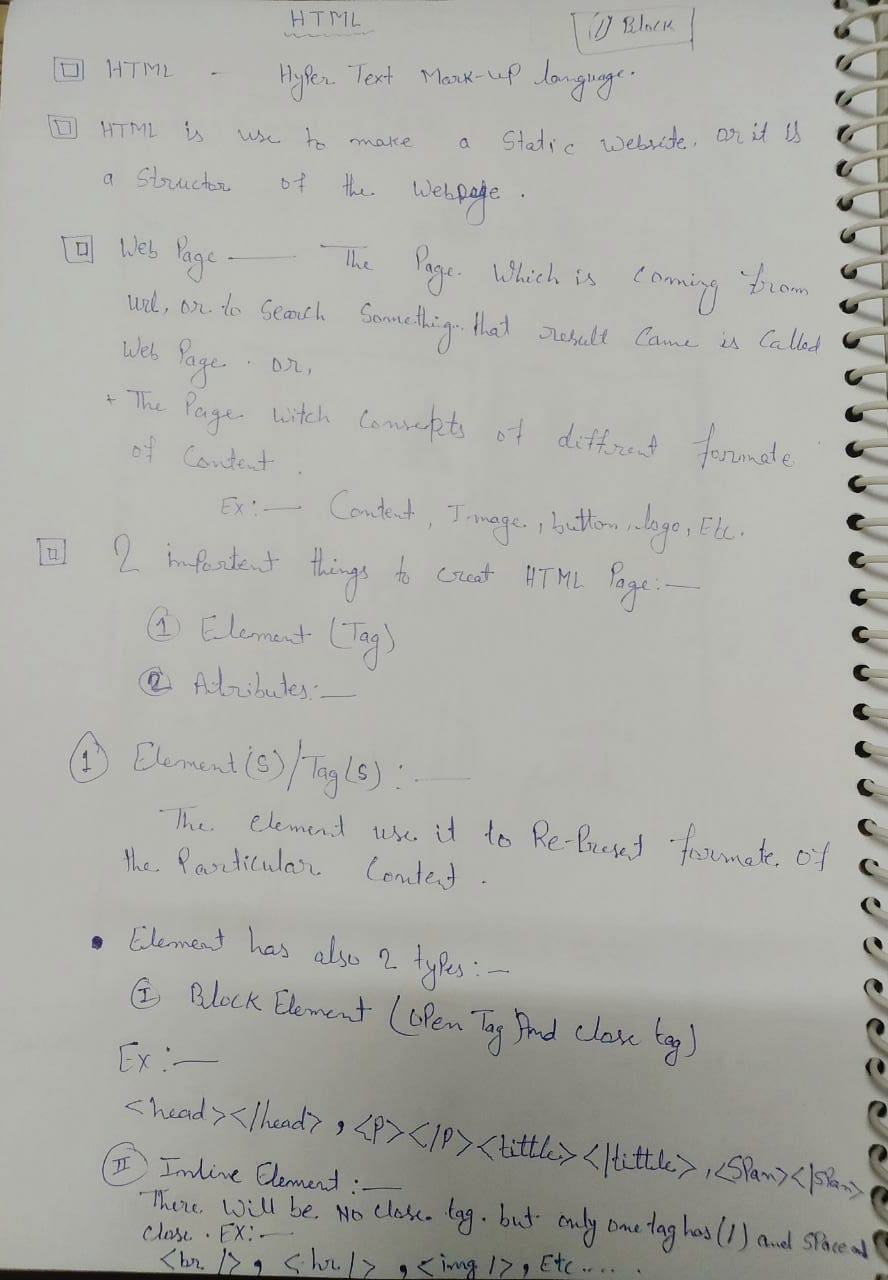 HTML
1) Block
HTML - Hyper Text Mark-up language.
HTML is use to make a Static Website. or it is
a Structor of the Webpage.
Web Page — The Page. Which is coming from
url, or to Search Something. that result Came is Called
Web Page. or,
+ The Page witch of different formate
of Content.
Ex:— Content, Image, button, logo, Etc.
2 importent things to creat HTML Page:—
① Element (Tag)
② Atributes:—
① Element(s)/Tag(s):—
The element use it to Re-Present formate of
the Particular Content.
• Element has also 2 types:—
Ⓘ Block Element (open Tag And close tag)
Ex:—
<head></head>, <P></P><tittle></tittle>, <Span></Span>
Ⅱ Inline Element:—
There Will be No close tag. but only one tag has (/) and Space and
close. EX:—
<br />, <hr />, <img />, Etc.....